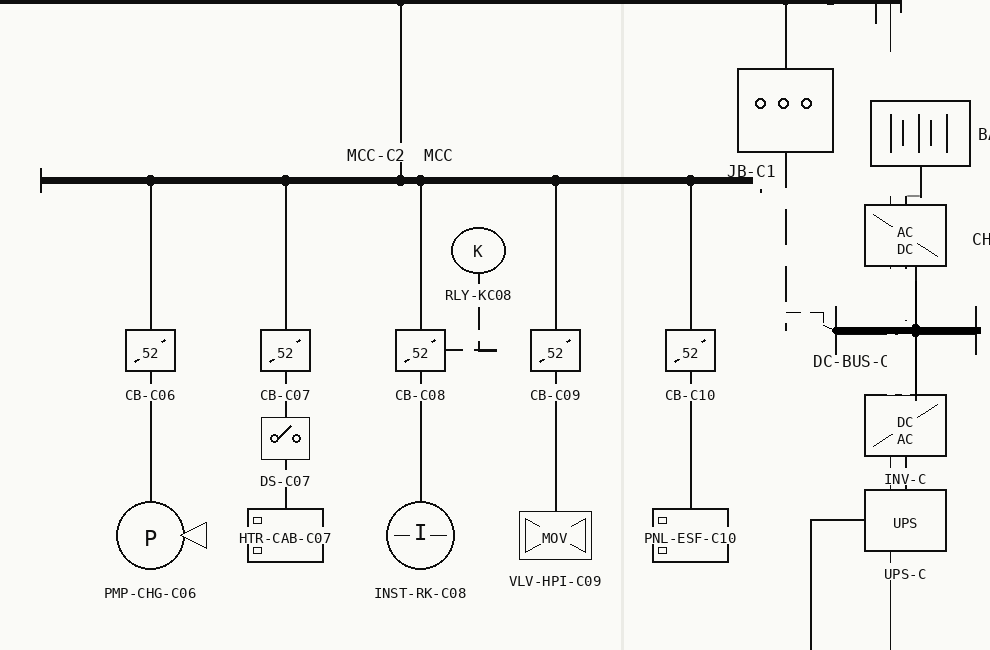 MCC-C2 MCC
JB-C1
BA
AC
DC
CH
K
RLY-KC08
52
52
52
52
52
DC-BUS-C
CB-C06
CB-C07
CB-C08
CB-C09
CB-C10
DC
AC
DS-C07
INV-C
P
HTR-CAB-C07
I
MOV
PNL-ESF-C10
UPS
UPS-C
VLV-HPI-C09
PMP-CHG-C06
INST-RK-C08